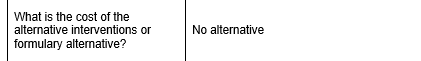 What is the cost of the
alternative interventions or
formulary alternative?
No alternative